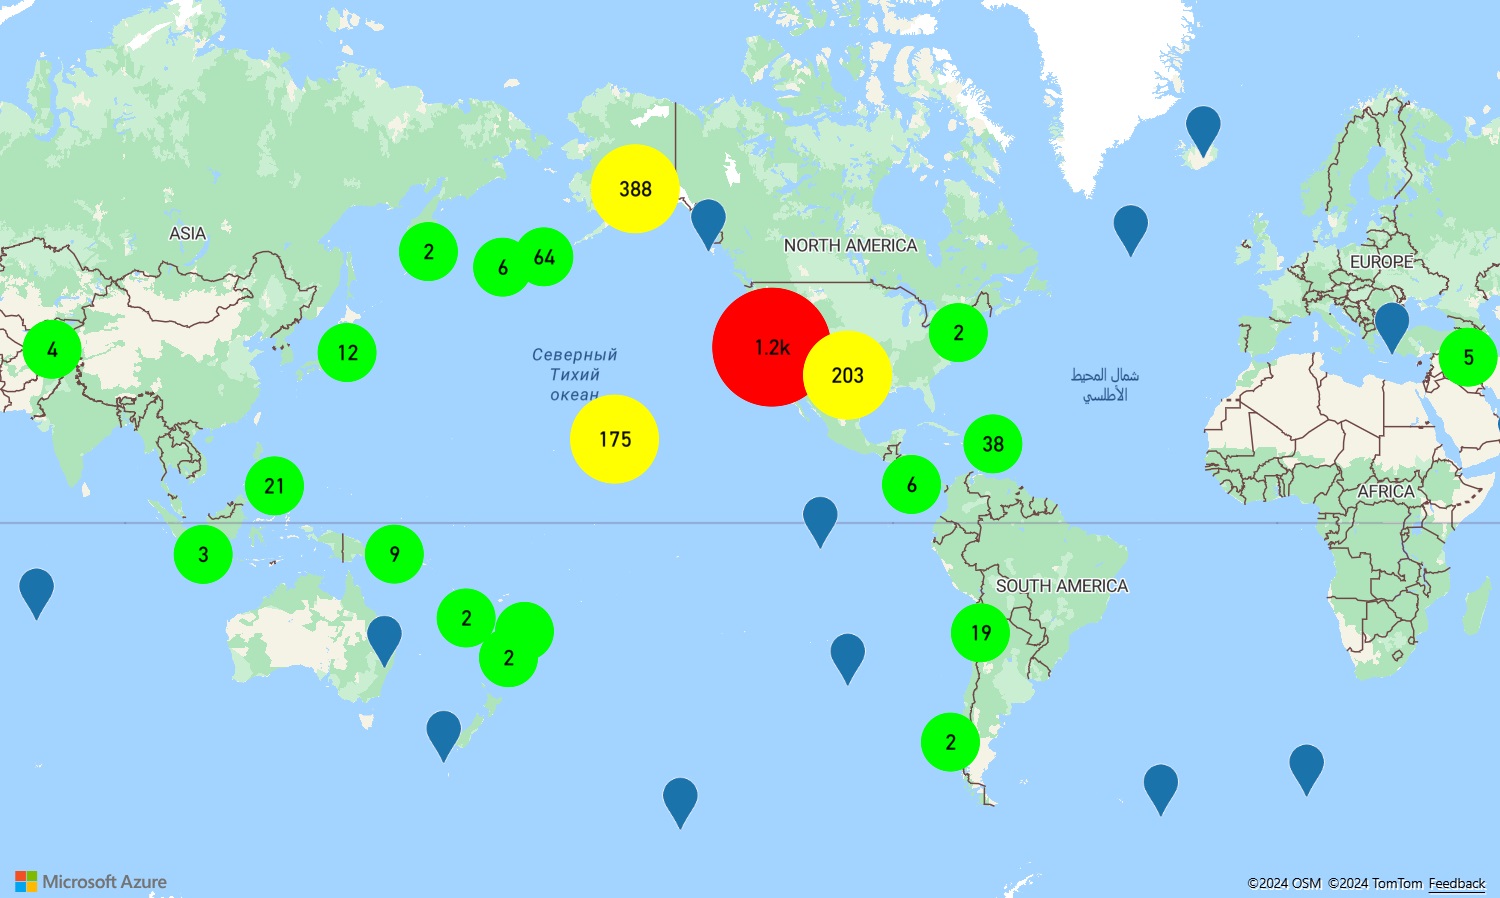 388
ASIA
NORTH AMERICA
2
6
64
EUROPE
1.2k
2
4
12
Северный
Тихий
океан
203
شمال المحيط
الأطلسي
5
175
38
21
6
AFRICA
3
9
SOUTH AMERICA
2
19
2
2
Microsoft Azure
©2024 OSM ©2024 TomTom Feedback